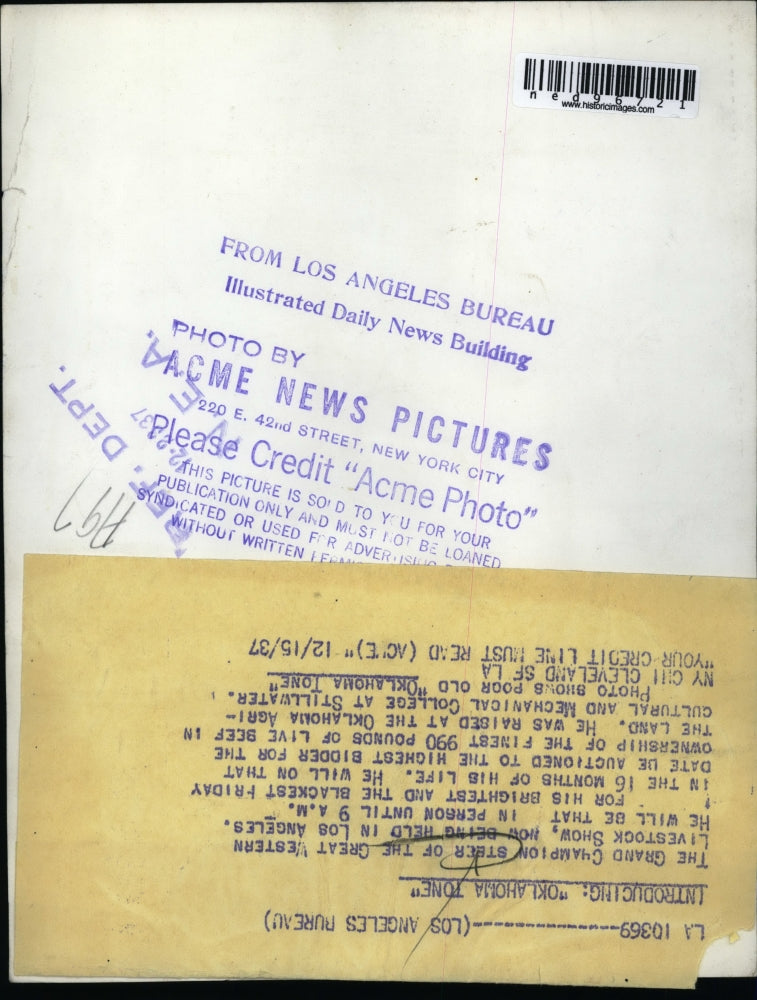 ned96721
www.historicimages.com
FROM LOS ANGELES BUREAU
Illustrated Daily News Building
PHOTO BY
ACME NEWS PICTURES
220 E. 42nd STREET, NEW YORK CITY
Please Credit "Acme Photo"
THIS PICTURE IS SOLD TO YOU FOR YOUR
PUBLICATION ONLY AND MUST NOT BE LOANED
SYNDICATED OR USED FOR ADVERTISING
WITHOUT WRITTEN
REF. DEPT.
N.E.A.
LA 10369-----------------(LOS ANGELES BUREAU)
INTRODUCING: "OKLAHOMA TONE"
THE GRAND CHAMPION STEER OF THE GREAT WESTERN
LIVESTOCK SHOW, NOW BEING HELD IN LOS ANGELES.
HE WILL BE THAT IN PERSON UNTIL 9 A.M.
FOR HIS BRIGHTEST AND THE BLACKEST FRIDAY
IN THE 16 MONTHS OF HIS LIFE. HE WILL ON THAT
DATE BE AUCTIONED TO THE HIGHEST BIDDER FOR THE
OWNERSHIP OF THE FINEST 990 POUNDS OF LIVE BEEF IN
THE LAND. HE WAS RAISED AT THE OKLAHOMA AGRI-
CULTURAL AND MECHANICAL COLLEGE AT STILLWATER.
PHOTO SHOWS POOR OLD "OKLAHOMA TONE"
NY CHI CLEVELAND SF LA
"YOUR CREDIT LINE MUST READ (ACME)" 12/15/37